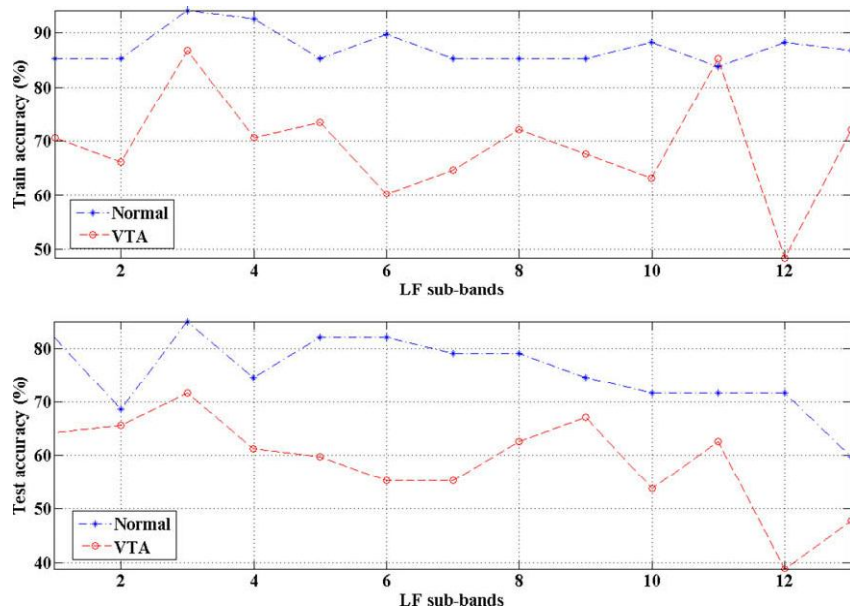 Train accuracy (%)
90
80
70
60
50
Normal
VTA
2 4 6 8 10 12
LF sub-bands
Test accuracy (%)
80
70
60
50
40
Normal
VTA
2 4 6 8 10 12
LF sub-bands